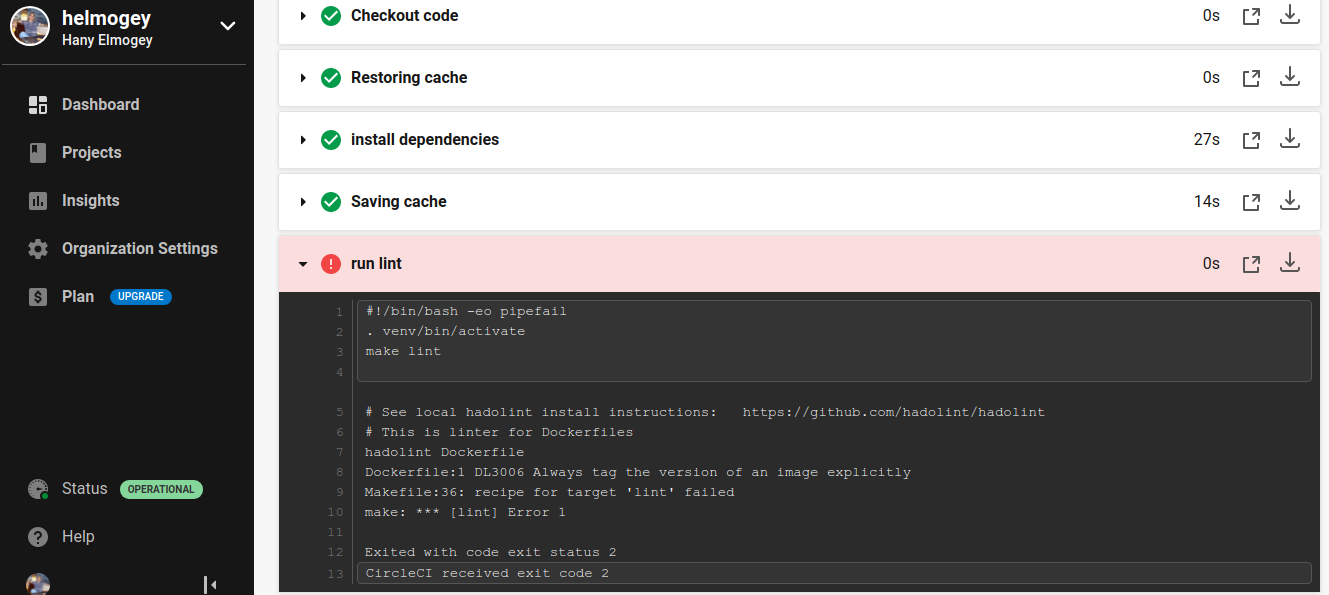 helmogey
Hany Elmogey
Dashboard
Projects
Insights
Organization Settings
Plan UPGRADE
Status OPERATIONAL
Help
Checkout code 0s
Restoring cache 0s
install dependencies 27s
Saving cache 14s
run lint 0s
1 #!/bin/bash -eo pipefail
2 . venv/bin/activate
3 make lint
4
5 # See local hadolint install instructions:   https://github.com/hadolint/hadolint
6 # This is linter for Dockerfiles
7 hadolint Dockerfile
8 Dockerfile:1 DL3006 Always tag the version of an image explicitly
9 Makefile:36: recipe for target 'lint' failed
10 make: *** [lint] Error 1
11
12 Exited with code exit status 2
13 CircleCI received exit code 2